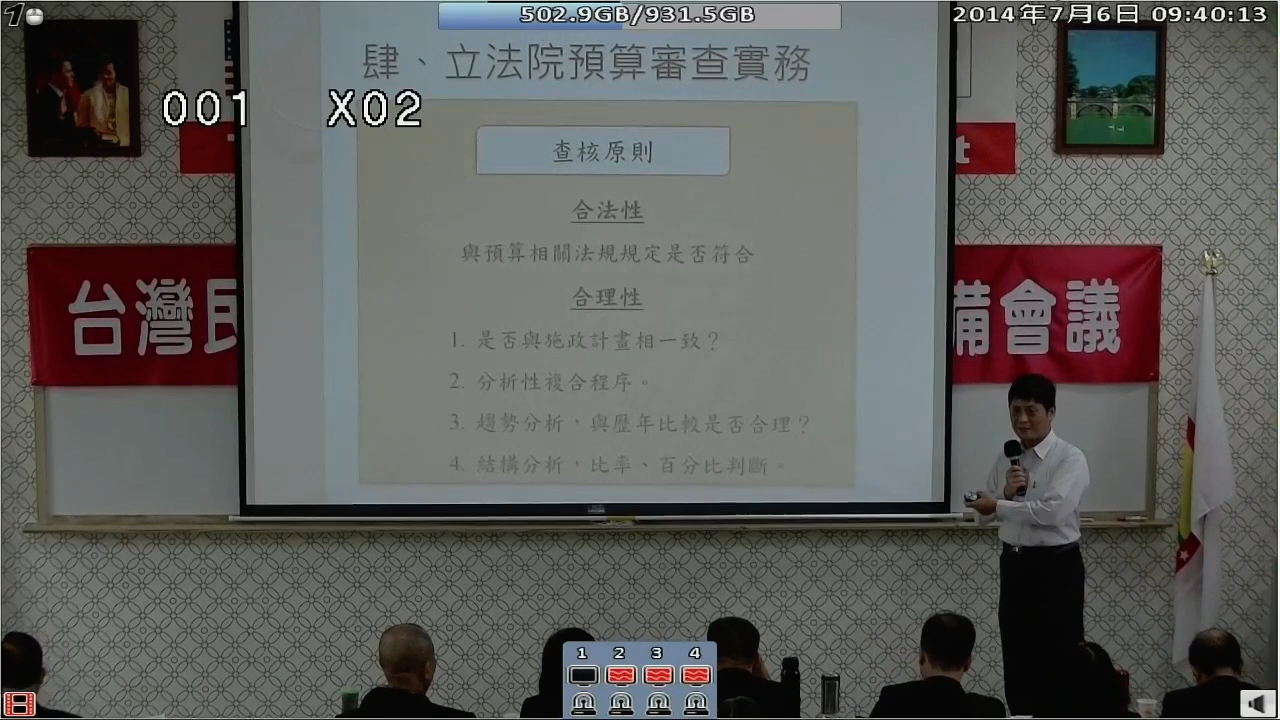 1
502.9GB/931.5GB
2014年7月6日 09:40:13
肆、立法院預算審查實務
001 X02
查核原則
t
合法性
與預算相關法規規定是否符合
台灣民
備會議
合理性
1. 是否與施政計畫相一致？
2. 分析性複合程序。
3. 趨勢分析，與歷年比較是否合理？
4. 結構分析，比率、百分比判斷。
1 2 3 4